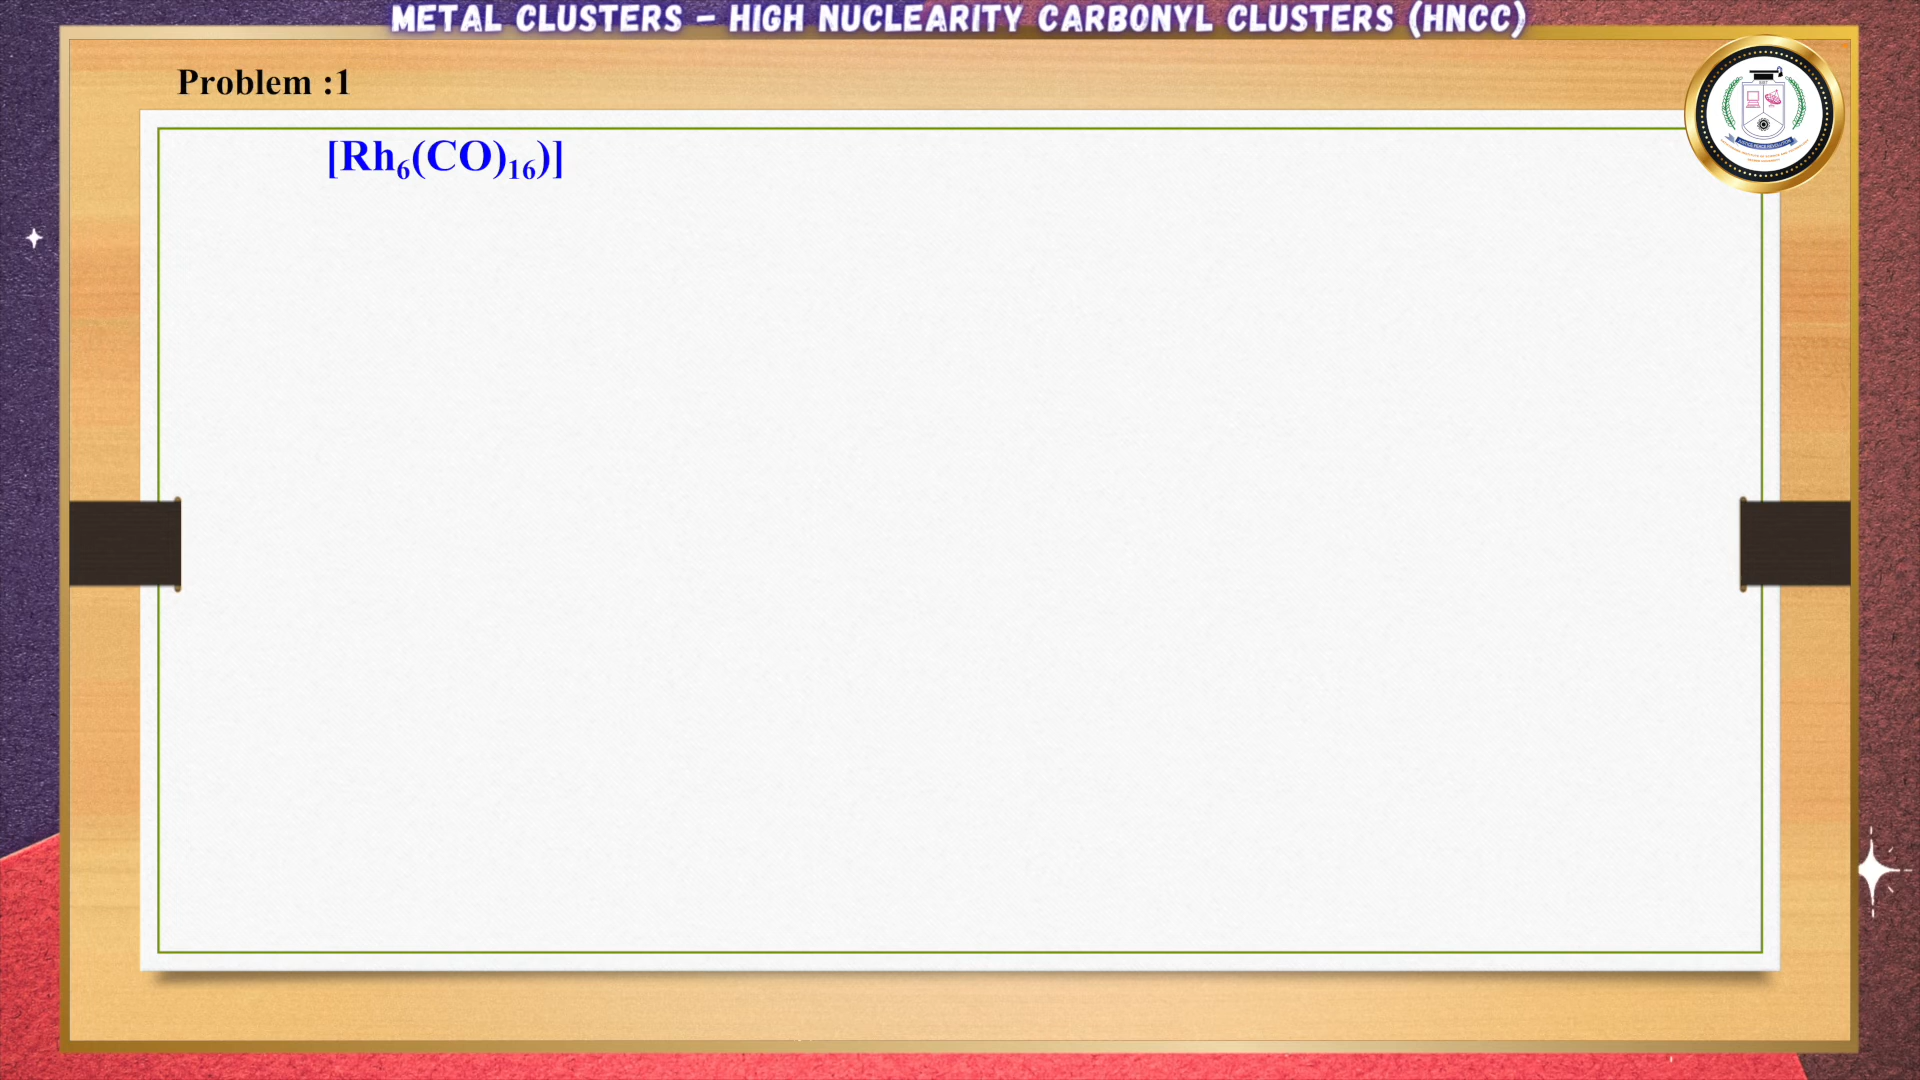 METAL CLUSTERS – HIGH NUCLEARITY CARBONYL CLUSTERS (HNCC)
Problem :1
[Rh₆(CO)₁₆)]